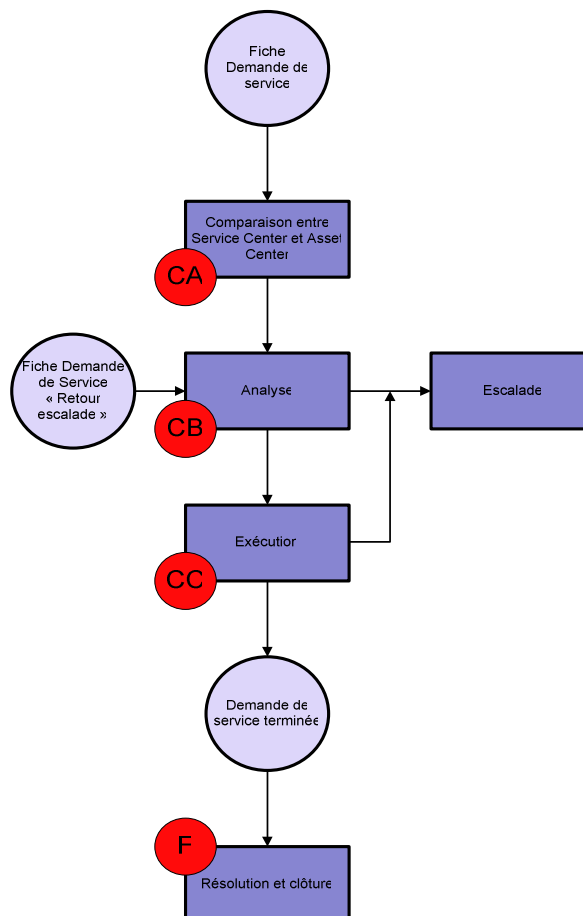 Fiche
Demande de
service
Comparaison entre
Service Center et Asset
Center
CA
Fiche Demande
de Service
« Retour
escalade »
Analyse
Escalade
CB
Exécution
CC
Demande de
service terminée
F
Résolution et clôture